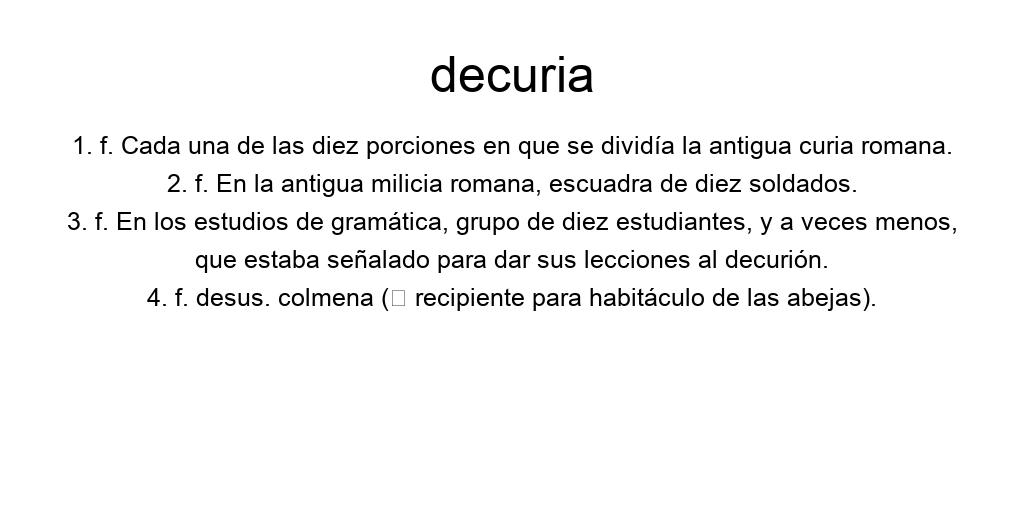 decuria
1. f. Cada una de las diez porciones en que se dividía la antigua curia romana.
2. f. En la antigua milicia romana, escuadra de diez soldados.
3. f. En los estudios de gramática, grupo de diez estudiantes, y a veces menos,
que estaba señalado para dar sus lecciones al decurión.
4. f. desus. colmena (□ recipiente para habitáculo de las abejas).